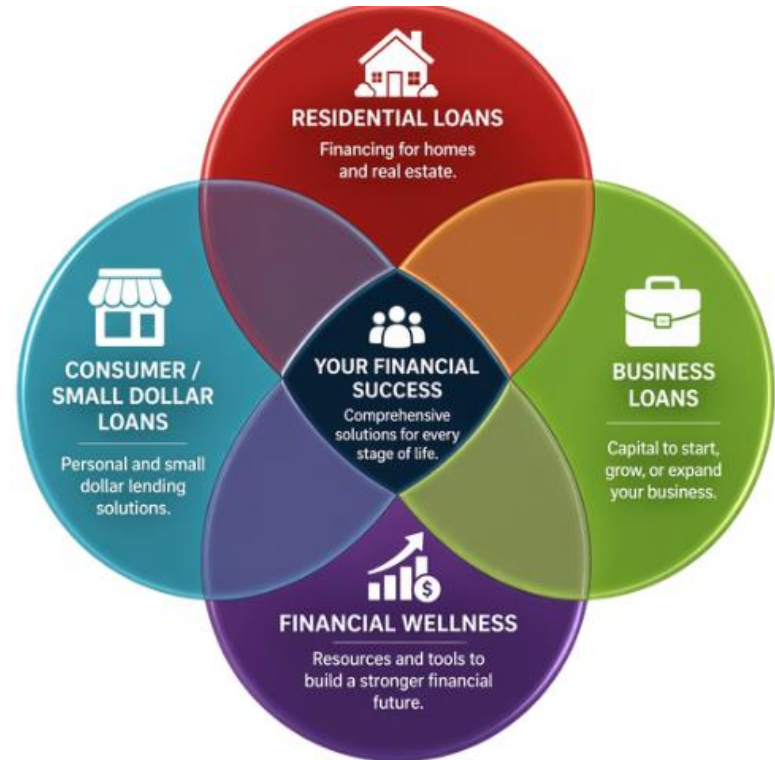 RESIDENTIAL LOANS
Financing for homes
and real estate.
CONSUMER /
SMALL DOLLAR
LOANS
Personal and small
dollar lending
solutions.
YOUR FINANCIAL
SUCCESS
Comprehensive
solutions for every
stage of life.
BUSINESS
LOANS
Capital to start,
grow, or expand
your business.
$
FINANCIAL WELLNESS
Resources and tools to
build a stronger financial
future.